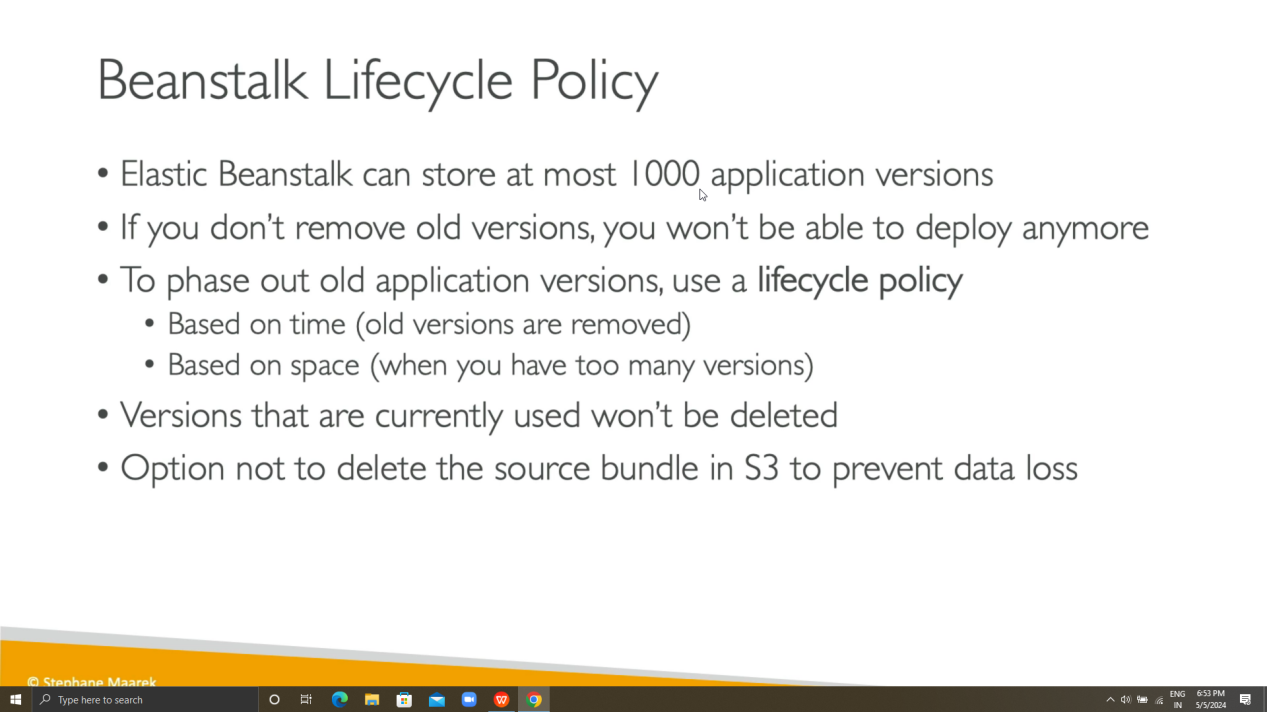 Beanstalk Lifecycle Policy
• Elastic Beanstalk can store at most 1000 application versions
• If you don't remove old versions, you won't be able to deploy anymore
• To phase out old application versions, use a lifecycle policy
• Based on time (old versions are removed)
• Based on space (when you have too many versions)
• Versions that are currently used won't be deleted
• Option not to delete the source bundle in S3 to prevent data loss
© Stephane Maarek
Type here to search
ENG
IN
6:53 PM
5/5/2024